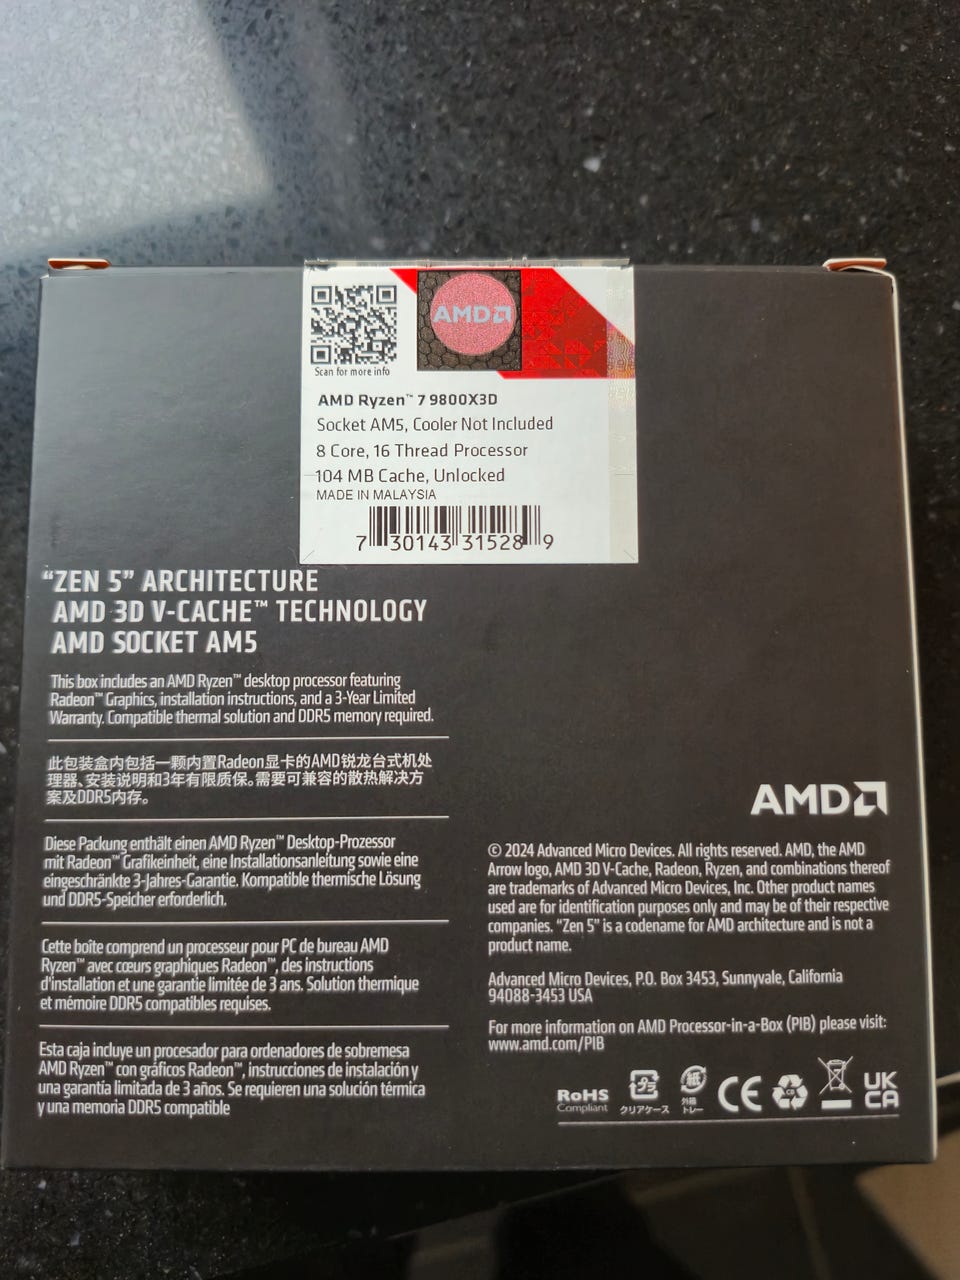 AMD
Scan for more info
AMD Ryzen™ 7 9800X3D
Socket AM5, Cooler Not Included
8 Core, 16 Thread Processor
104 MB Cache, Unlocked
MADE IN MALAYSIA
7 30143 31528 9
“ZEN 5” ARCHITECTURE
AMD 3D V-CACHE™ TECHNOLOGY
AMD SOCKET AM5
This box includes an AMD Ryzen™ desktop processor featuring
Radeon™ Graphics, installation instructions, and a 3-Year Limited
Warranty. Compatible thermal solution and DDR5 memory required.
此包装盒内包括一颗内置Radeon显卡的AMD锐龙台式机处
理器、安装说明和3年有限质保。需要可兼容的散热解决方
案及DDR5内存。
Diese Packung enthält einen AMD Ryzen™ Desktop-Prozessor
mit Radeon™ Grafikeinheit, eine Installationsanleitung sowie eine
eingeschränkte 3-Jahres-Garantie. Kompatible thermische Lösung
und DDR5-Speicher erforderlich.
Cette boîte comprend un processeur pour PC de bureau AMD
Ryzen™ avec cœurs graphiques Radeon™, des instructions
d'installation et une garantie limitée de 3 ans. Solution thermique
et mémoire DDR5 compatibles requises.
Esta caja incluye un procesador para ordenadores de sobremesa
AMD Ryzen™ con gráficos Radeon™, instrucciones de instalación y
una garantía limitada de 3 años. Se requieren una solución térmica
y una memoria DDR5 compatible
AMD
© 2024 Advanced Micro Devices. All rights reserved. AMD, the AMD
Arrow logo, AMD 3D V-Cache, Radeon, Ryzen, and combinations thereof
are trademarks of Advanced Micro Devices, Inc. Other product names
used are for identification purposes only and may be of their respective
companies. “Zen 5” is a codename for AMD architecture and is not a
product name.
Advanced Micro Devices, P.O. Box 3453, Sunnyvale, California
94088-3453 USA
For more information on AMD Processor-in-a-Box (PIB) please visit:
www.amd.com/PIB
RoHS
Compliant
プラ
クリアケース
紙
外箱
トレー
CE
UK
CA